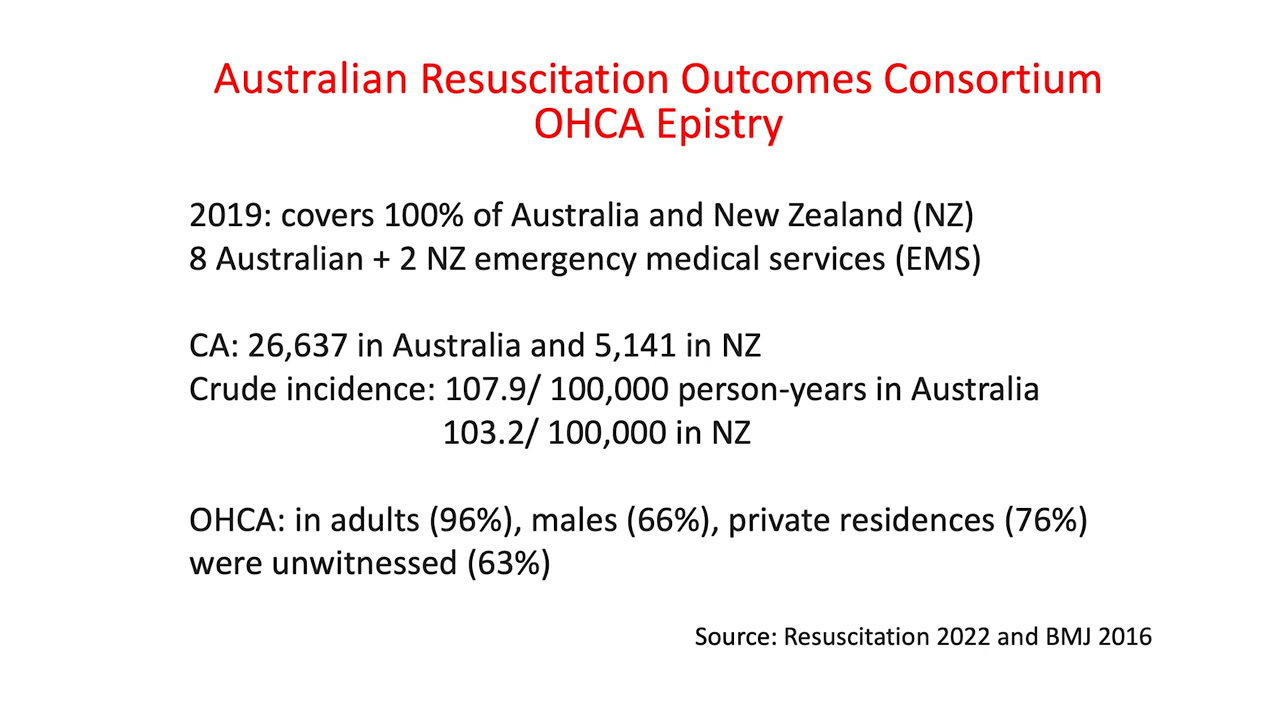 Australian Resuscitation Outcomes Consortium
OHCA Epistry
2019: covers 100% of Australia and New Zealand (NZ)
8 Australian + 2 NZ emergency medical services (EMS)
CA: 26,637 in Australia and 5,141 in NZ
Crude incidence: 107.9/ 100,000 person-years in Australia
103.2/ 100,000 in NZ
OHCA: in adults (96%), males (66%), private residences (76%)
were unwitnessed (63%)
Source: Resuscitation 2022 and BMJ 2016